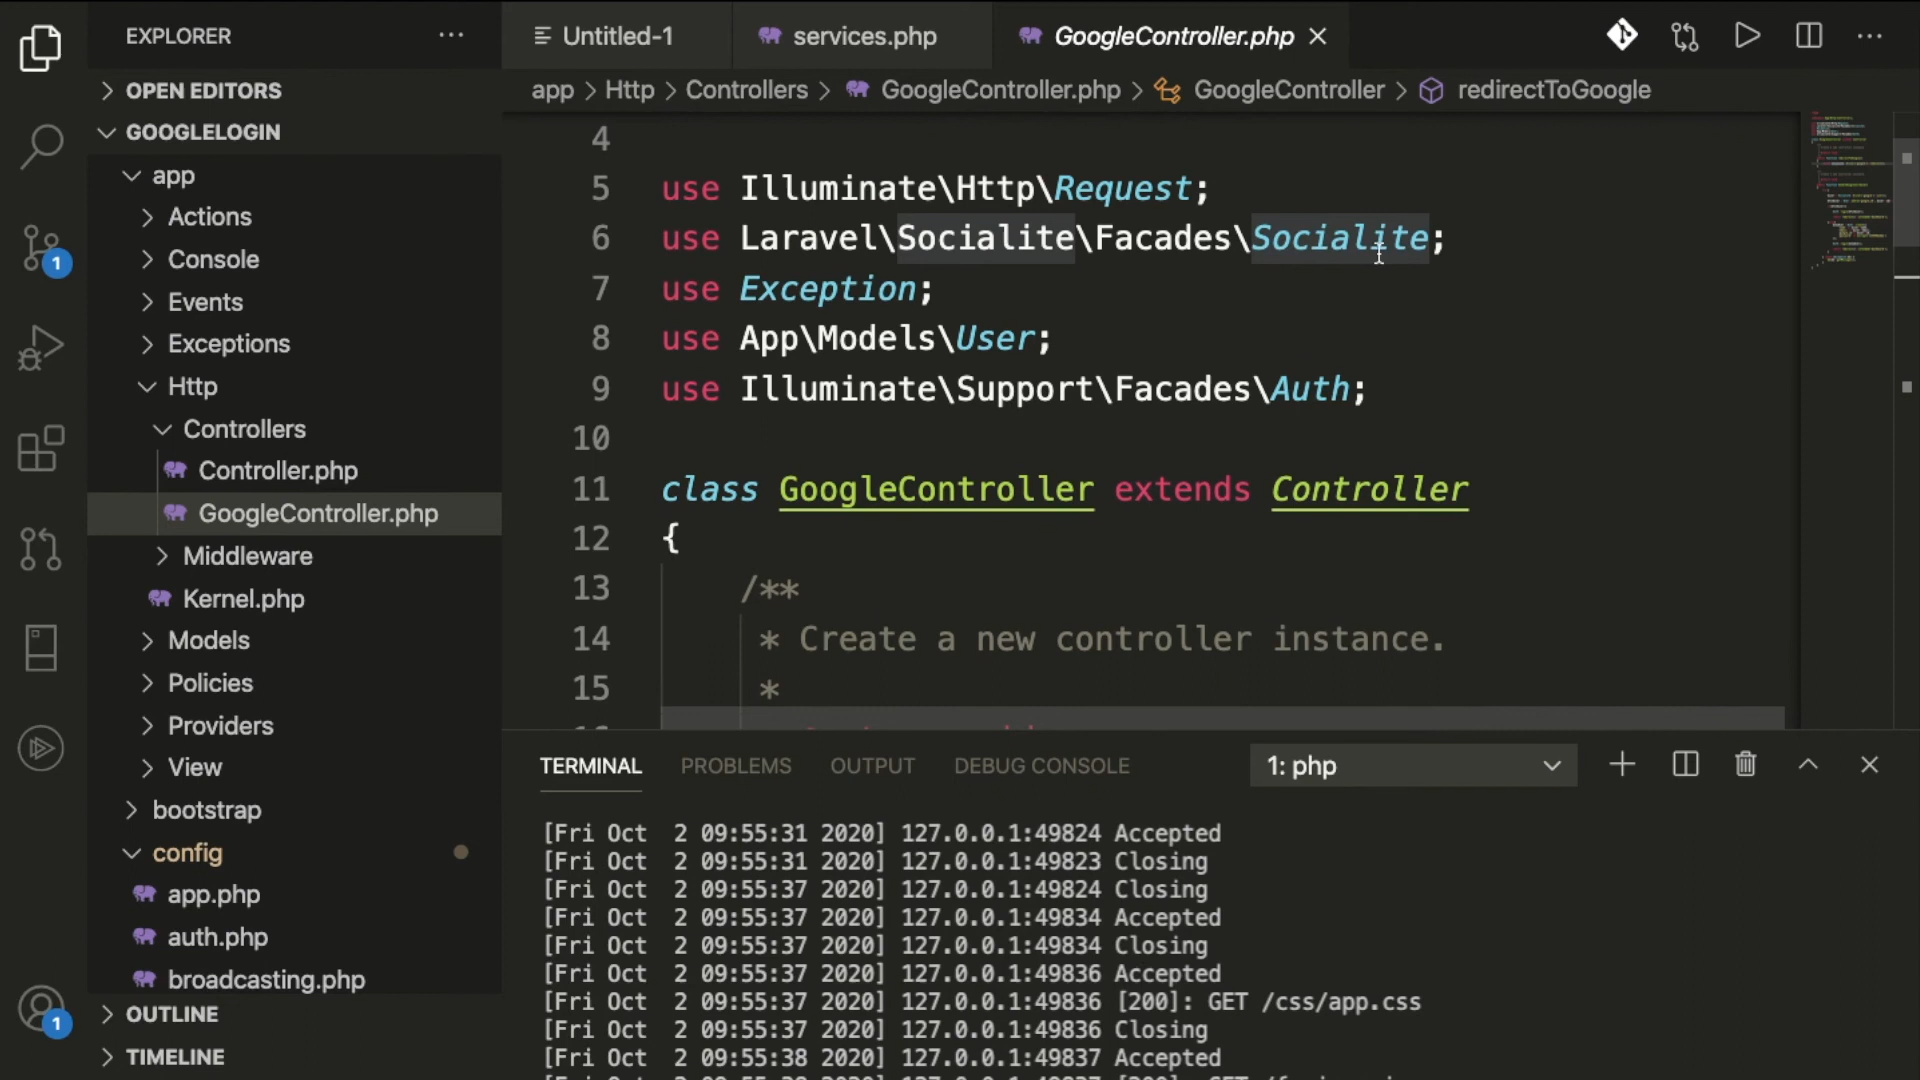 EXPLORER
Untitled-1
services.php
GoogleController.php
OPEN EDITORS
GOOGLELOGIN
app
Actions
Console
Events
Exceptions
Http
Controllers
Controller.php
GoogleController.php
Middleware
Kernel.php
Models
Policies
Providers
View
bootstrap
config
app.php
auth.php
broadcasting.php
OUTLINE
TIMELINE
1
1
app > Http > Controllers > GoogleController.php > GoogleController > redirectToGoogle
4
5 use Illuminate\Http\Request;
6 use Laravel\Socialite\Facades\Socialite;
7 use Exception;
8 use App\Models\User;
9 use Illuminate\Support\Facades\Auth;
10
11 class GoogleController extends Controller
12 {
13 /**
14 * Create a new controller instance.
15 *
TERMINAL PROBLEMS OUTPUT DEBUG CONSOLE 1: php
[Fri Oct  2 09:55:31 2020] 127.0.0.1:49824 Accepted
[Fri Oct  2 09:55:31 2020] 127.0.0.1:49823 Closing
[Fri Oct  2 09:55:37 2020] 127.0.0.1:49824 Closing
[Fri Oct  2 09:55:37 2020] 127.0.0.1:49834 Accepted
[Fri Oct  2 09:55:37 2020] 127.0.0.1:49834 Closing
[Fri Oct  2 09:55:37 2020] 127.0.0.1:49836 Accepted
[Fri Oct  2 09:55:37 2020] 127.0.0.1:49836 [200]: GET /css/app.css
[Fri Oct  2 09:55:37 2020] 127.0.0.1:49836 Closing
[Fri Oct  2 09:55:38 2020] 127.0.0.1:49837 Accepted